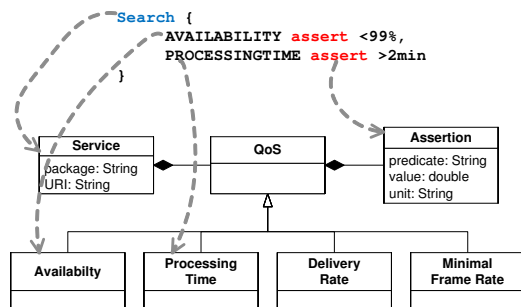 Search {
AVAILABILITY assert <99%,
PROCESSINGTIME assert >2min
}
Service
package: String
URI: String
QoS
Assertion
predicate: String
value: double
unit: String
Availabilty
Processing
Time
Delivery
Rate
Minimal
Frame Rate